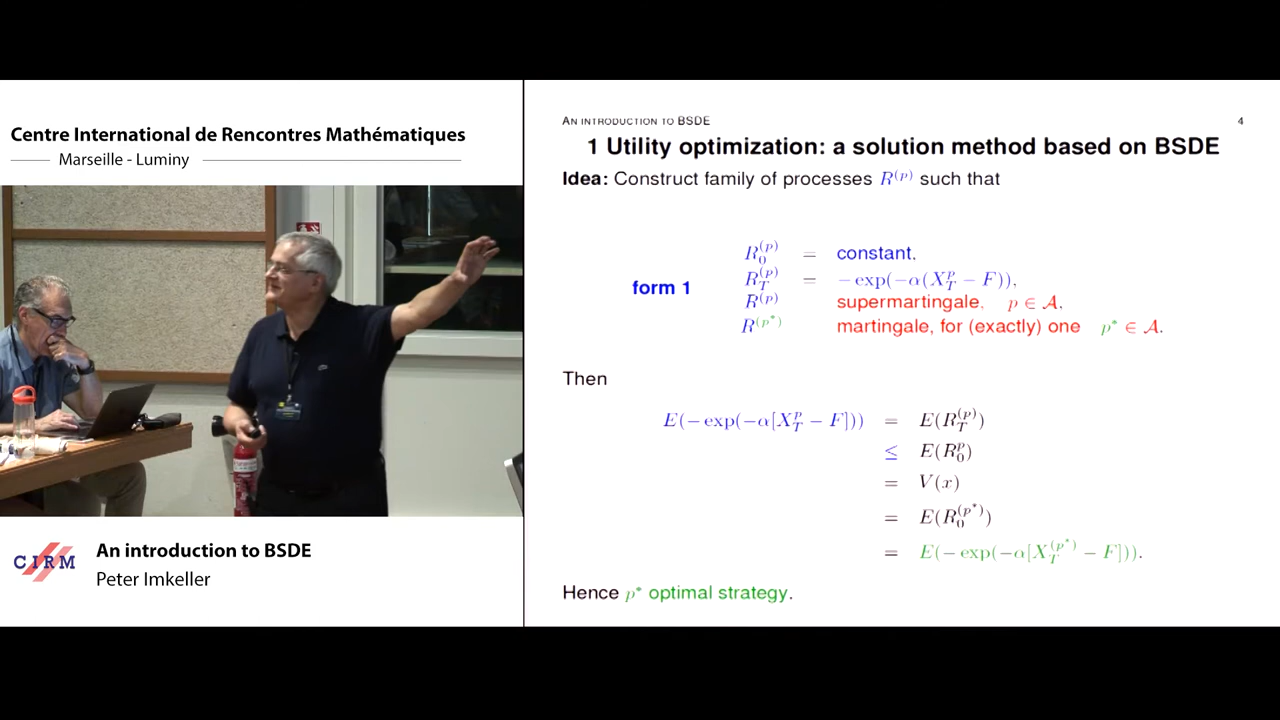 Centre International de Rencontres Mathématiques
Marseille - Luminy
CIRM
An introduction to BSDE
Peter Imkeller
AN INTRODUCTION TO BSDE 4
1 Utility optimization: a solution method based on BSDE
Idea: Construct family of processes R^{(p)} such that
form 1
R_0^{(p)} = constant.
R_T^{(p)} = −exp(−α(X_T^p − F)),
R^{(p)} supermartingale, p ∈ 𝒜,
R^{(p*)} martingale, for (exactly) one p* ∈ 𝒜.
Then
E(−exp(−α[X_T^p − F])) = E(R_T^{(p)})
≤ E(R_0^p)
= V(x)
= E(R_0^{(p*)})
= E(−exp(−α[X_T^{(p*)} − F])).
Hence p* optimal strategy.